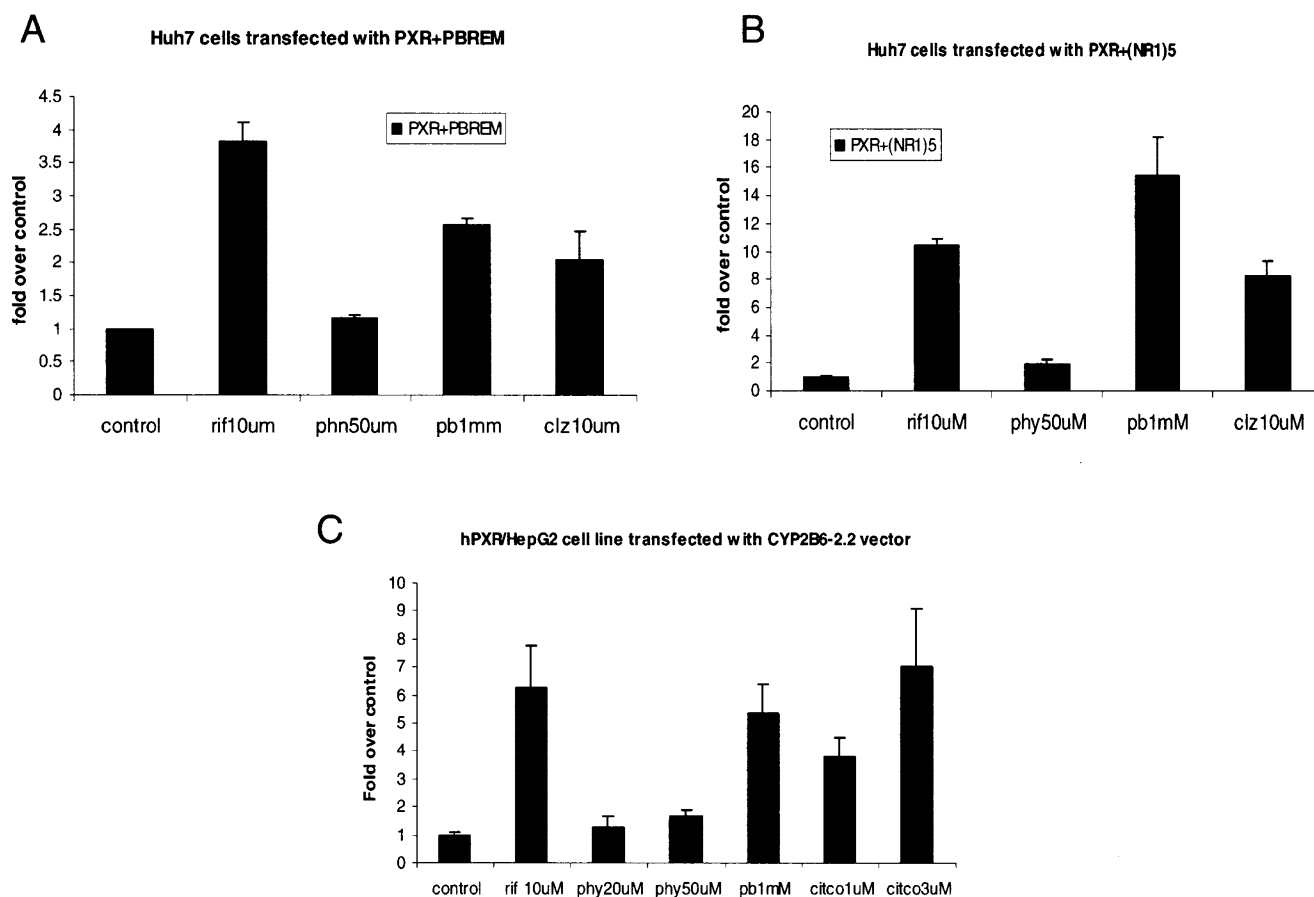 A
Huh7 cells transfected with PXR+PBREM
fold over control
4.5
4
3.5
3
2.5
2
1.5
1
0.5
0
PXR+PBREM
control rif10um phn50um pb1mm clz10um
B
Huh7 cells transfected with PXR+(NR1)5
fold over control
20
18
16
14
12
10
8
6
4
2
0
PXR+(NR1)5
control rif10uM phy50uM pb1mM clz10uM
C
hPXR/HepG2 cell line transfected with CYP2B6-2.2 vector
Fold over control
10
9
8
7
6
5
4
3
2
1
0
control rif 10uM phy20uM phy50uM pb1mM citco1uM citco3uM